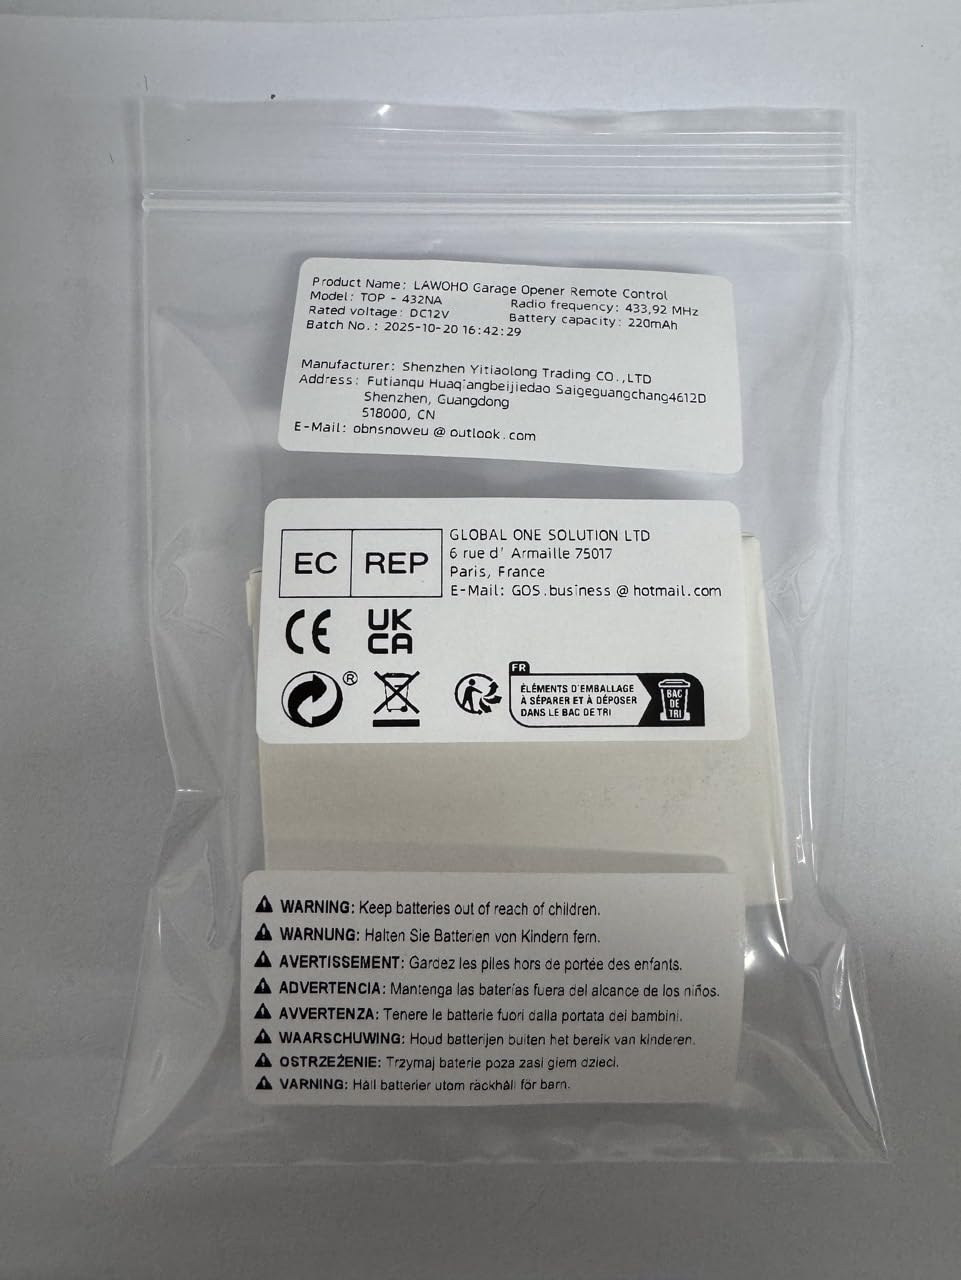 Product Name: LAWOHO Garage Opener Remote Control
Model: TOP - 432NA Radio frequency: 433,92 MHz
Rated voltage: DC12V Battery capacity: 220mAh
Batch No.: 2025-10-20 16:42:29
Manufacturer: Shenzhen Yitiaolong Trading CO.,LTD
Address: Futianqu Huaqiangbeijiedao Saigeguangchang4612D
Shenzhen, Guangdong
518000, CN
E-Mail: obnsnoweu @ outlook.com
EC REP
GLOBAL ONE SOLUTION LTD
6 rue d' Armaille 75017
Paris, France
E-Mail: GOS.business @ hotmail.com
CE
UK
CA
®
FR
ÉLÉMENTS D'EMBALLAGE
À SÉPARER ET À DÉPOSER
DANS LE BAC DE TRI
BAC
DE
TRI
WARNING: Keep batteries out of reach of children.
WARNUNG: Halten Sie Batterien von Kindern fern.
AVERTISSEMENT: Gardez les piles hors de portée des enfants.
ADVERTENCIA: Mantenga las baterías fuera del alcance de los niños.
AVVERTENZA: Tenere le batterie fuori dalla portata dei bambini.
WAARSCHUWING: Houd batterijen buiten het bereik van kinderen.
OSTRZEŻENIE: Trzymaj baterie poza zasi giem dzieci.
VARNING: Håll batterier utom räckhåll för barn.